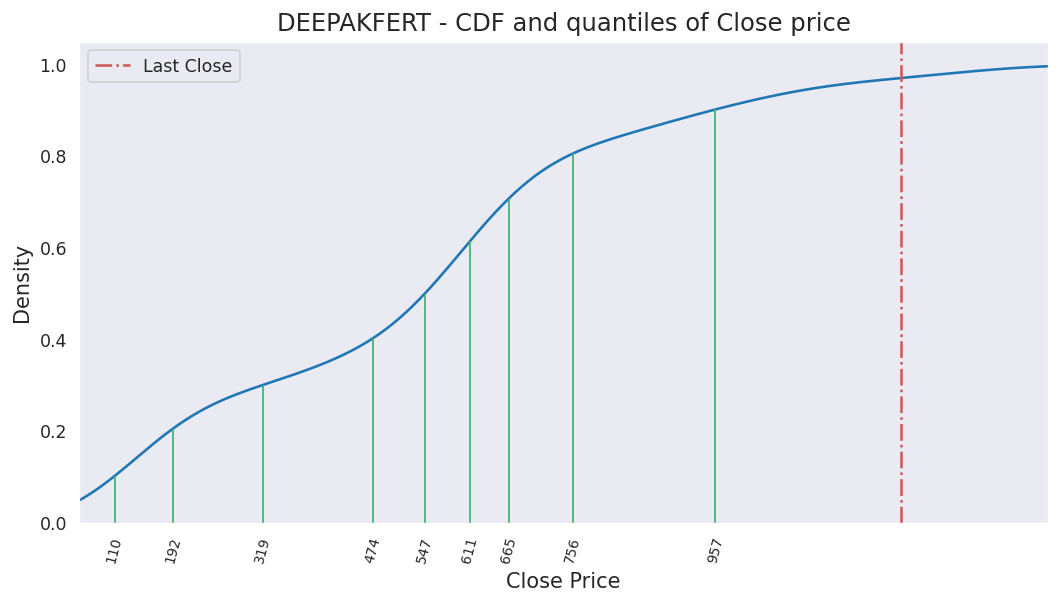 DEEPAKFERT - CDF and quantiles of Close price
Last Close
1.0
0.8
0.6
0.4
0.2
0.0
Density
110 192 319 474 547 611 665 756 957
Close Price